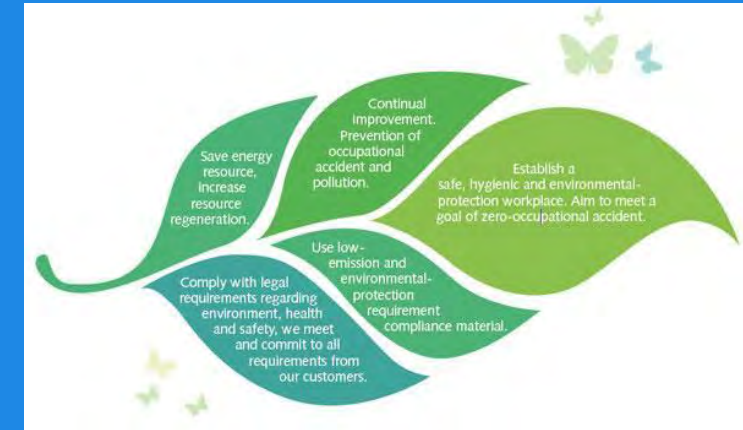 Save energy
resource,
increase
resource
regeneration.
Continual
improvement.
Prevention of
occupational
accident and
pollution.
Establish a
safe, hygienic and environmental-
protection workplace. Aim to meet a
goal of zero-occupational accident.
Use low-
emission and
environmental-
protection
requirement
compliance material.
Comply with legal
requirements regarding
environment, health
and safety, we meet
and commit to all
requirements from
our customers.